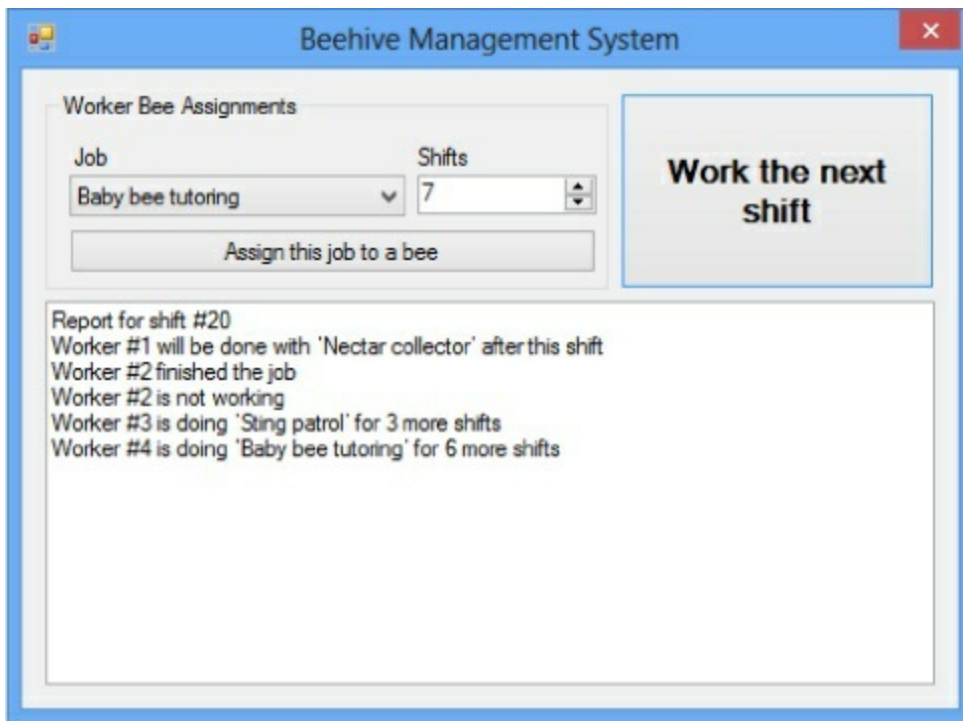 Beehive Management System
Worker Bee Assignments
Job
Shifts
Baby bee tutoring
7
Assign this job to a bee
Work the next
shift
Report for shift #20
Worker #1 will be done with 'Nectar collector' after this shift
Worker #2 finished the job
Worker #2 is not working
Worker #3 is doing 'Sting patrol' for 3 more shifts
Worker #4 is doing 'Baby bee tutoring' for 6 more shifts